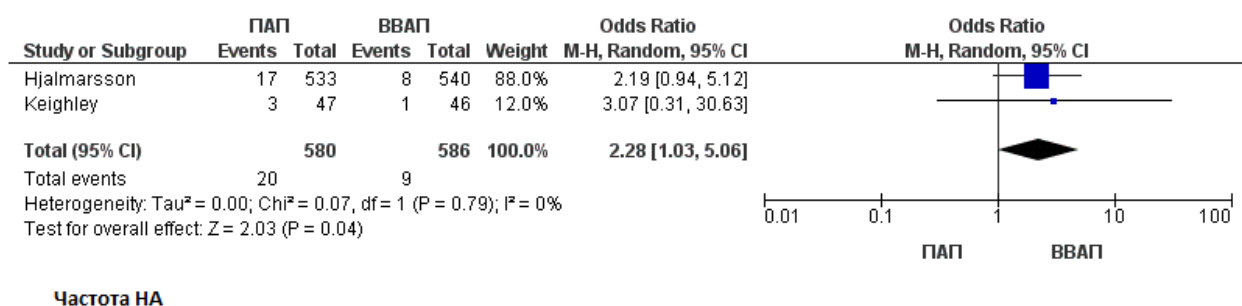 ПАП ВВАП Odds Ratio Odds Ratio
Study or Subgroup Events Total Events Total Weight M-H, Random, 95% CI M-H, Random, 95% CI
Hjalmarsson 17 533 8 540 88.0% 2.19 [0.94, 5.12]
Keighley 3 47 1 46 12.0% 3.07 [0.31, 30.63]
Total (95% CI) 580 586 100.0% 2.28 [1.03, 5.06]
Total events 20 9
Heterogeneity: Tau² = 0.00; Chi² = 0.07, df = 1 (P = 0.79); I² = 0%
Test for overall effect: Z = 2.03 (P = 0.04)
0.01 0.1 1 10 100
ПАП ВВАП
Частота НА